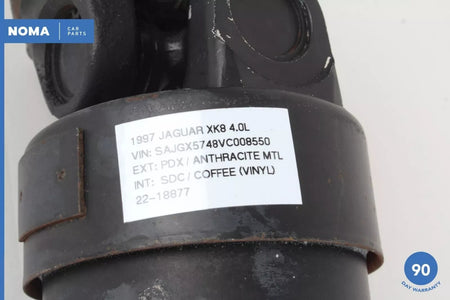 NOMA CAR PARTS
1997 JAGUAR XK8 4.0L
VIN: SAJGX5748VC008550
EXT: PDX / ANTHRACITE MTL
INT: SDC / COFFEE (VINYL)
22-18877
90
DAY WARRANTY